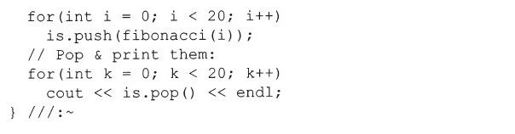 for(int i = 0; i < 20; i++)
is.push(fibonacci(i));
// Pop & print them:
for(int k = 0; k < 20; k++)
cout << is.pop() << endl;
} ///:~